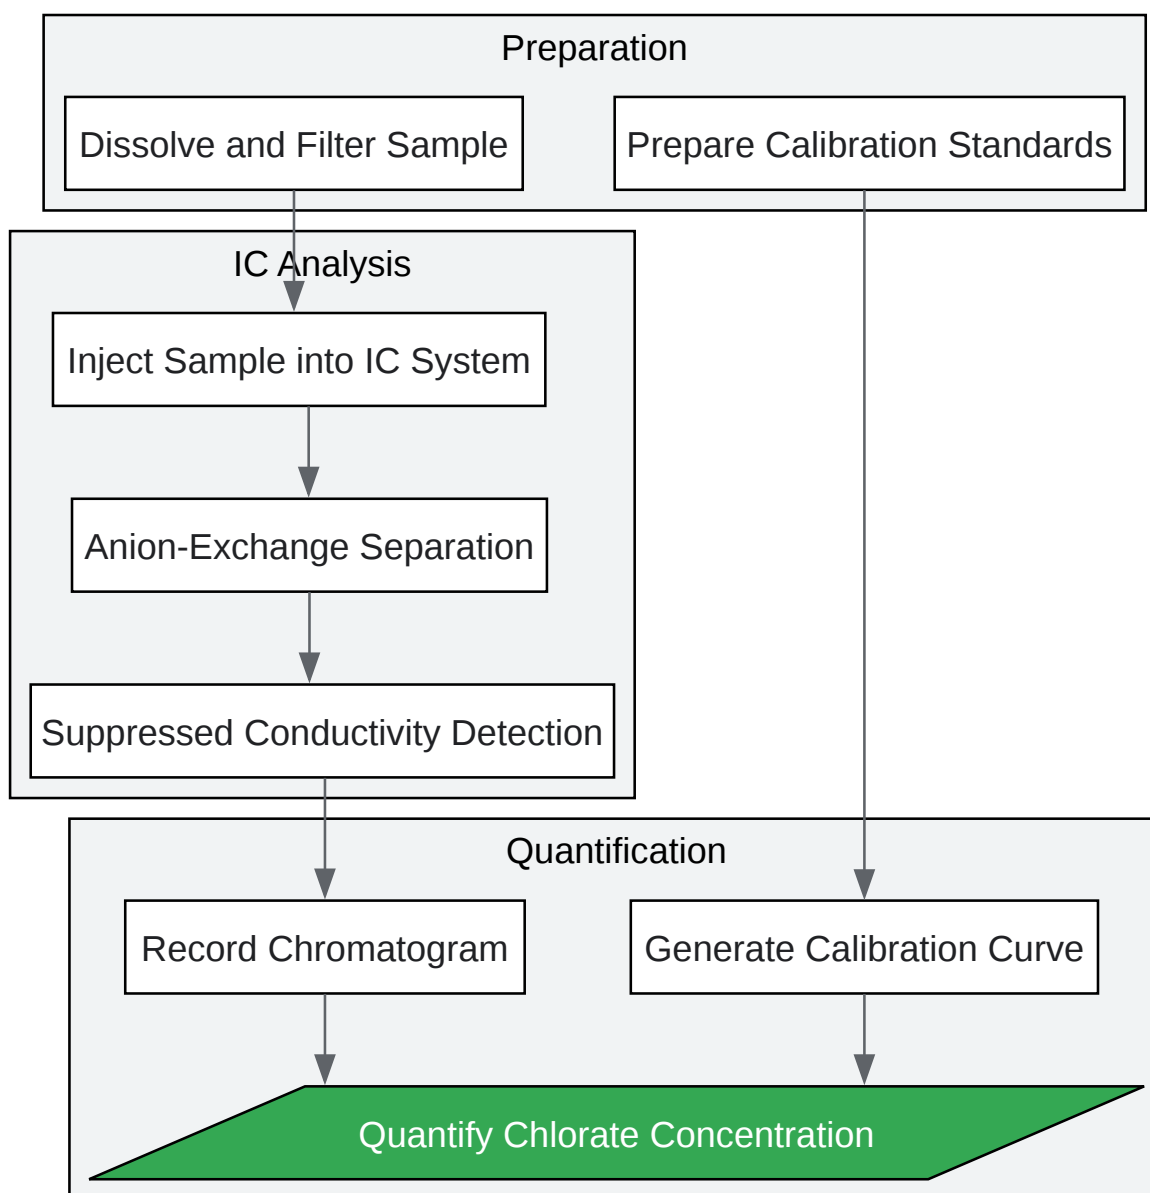 Preparation
Dissolve and Filter Sample
Prepare Calibration Standards
IC Analysis
Inject Sample into IC System
Anion-Exchange Separation
Suppressed Conductivity Detection
Quantification
Record Chromatogram
Generate Calibration Curve
Quantify Chlorate Concentration